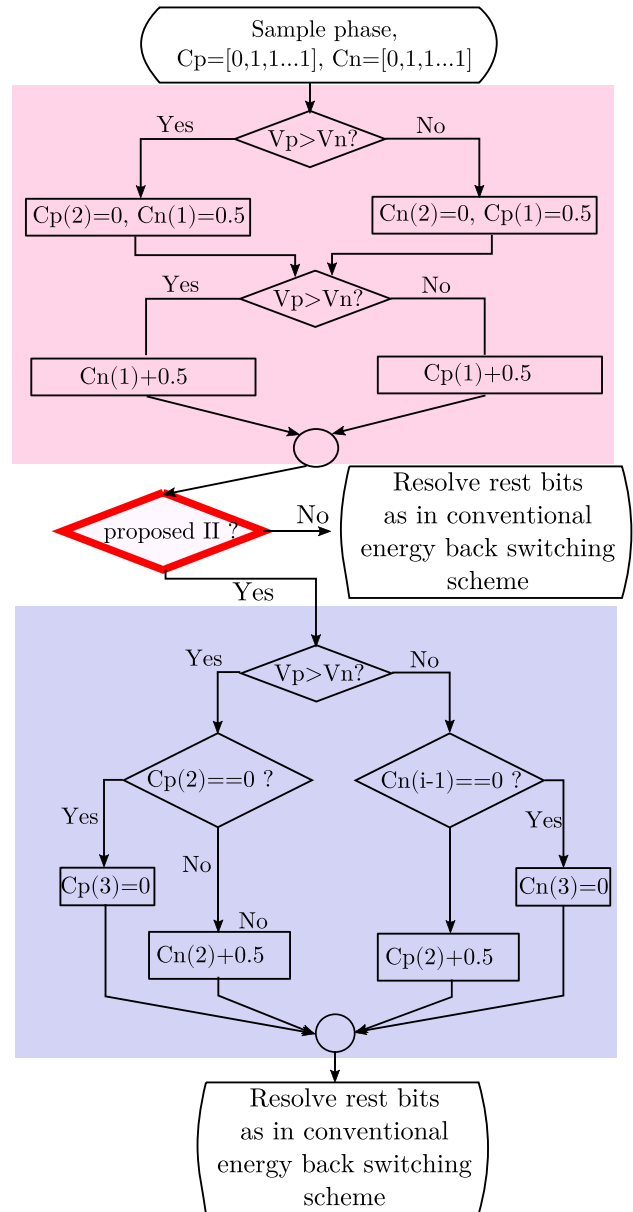 Sample phase,
Cp=[0,1,1...1], Cn=[0,1,1...1]
Yes
Vp>Vn?
No
Cp(2)=0, Cn(1)=0.5
Cn(2)=0, Cp(1)=0.5
Yes
Vp>Vn?
No
Cn(1)+0.5
Cp(1)+0.5
proposed II ?
No
Resolve rest bits
as in conventional
energy back switching
scheme
Yes
Yes
Vp>Vn?
No
Cp(2)==0 ?
Cn(i-1)==0 ?
Yes
Yes
No
Cp(3)=0
Cn(3)=0
No
Cn(2)+0.5
Cp(2)+0.5
Resolve rest bits
as in conventional
energy back switching
scheme